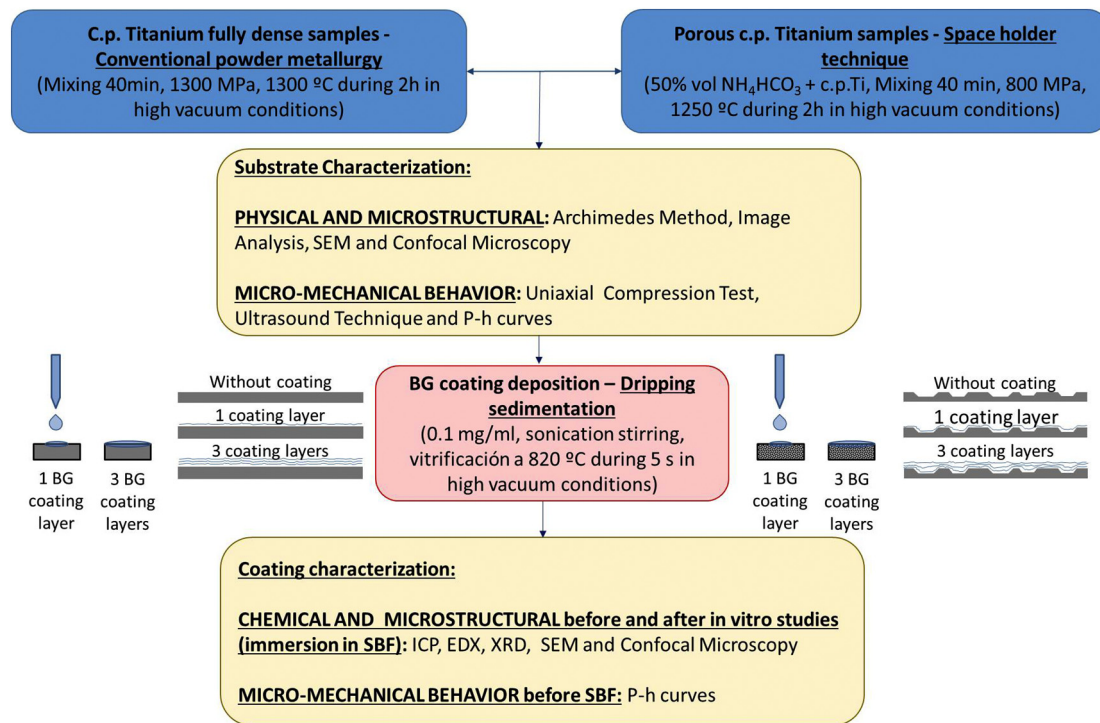 C.p. Titanium fully dense samples -
Conventional powder metallurgy
(Mixing 40min, 1300 MPa, 1300 ºC during 2h in
high vacuum conditions)
Porous c.p. Titanium samples - Space holder
technique
(50% vol NH₄HCO₃ + c.p.Ti, Mixing 40 min, 800 MPa,
1250 ºC during 2h in high vacuum conditions)
Substrate Characterization:
PHYSICAL AND MICROSTRUCTURAL: Archimedes Method, Image
Analysis, SEM and Confocal Microscopy
MICRO-MECHANICAL BEHAVIOR: Uniaxial Compression Test,
Ultrasound Technique and P-h curves
1 BG
coating
layer
3 BG
coating
layers
Without coating
1 coating layer
3 coating layers
BG coating deposition – Dripping
sedimentation
(0.1 mg/ml, sonication stirring,
vitrificación a 820 ºC during 5 s in
high vacuum conditions)
1 BG
coating
layer
3 BG
coating
layers
Without coating
1 coating layer
3 coating layers
Coating characterization:
CHEMICAL AND MICROSTRUCTURAL before and after in vitro studies
(immersion in SBF): ICP, EDX, XRD, SEM and Confocal Microscopy
MICRO-MECHANICAL BEHAVIOR before SBF: P-h curves